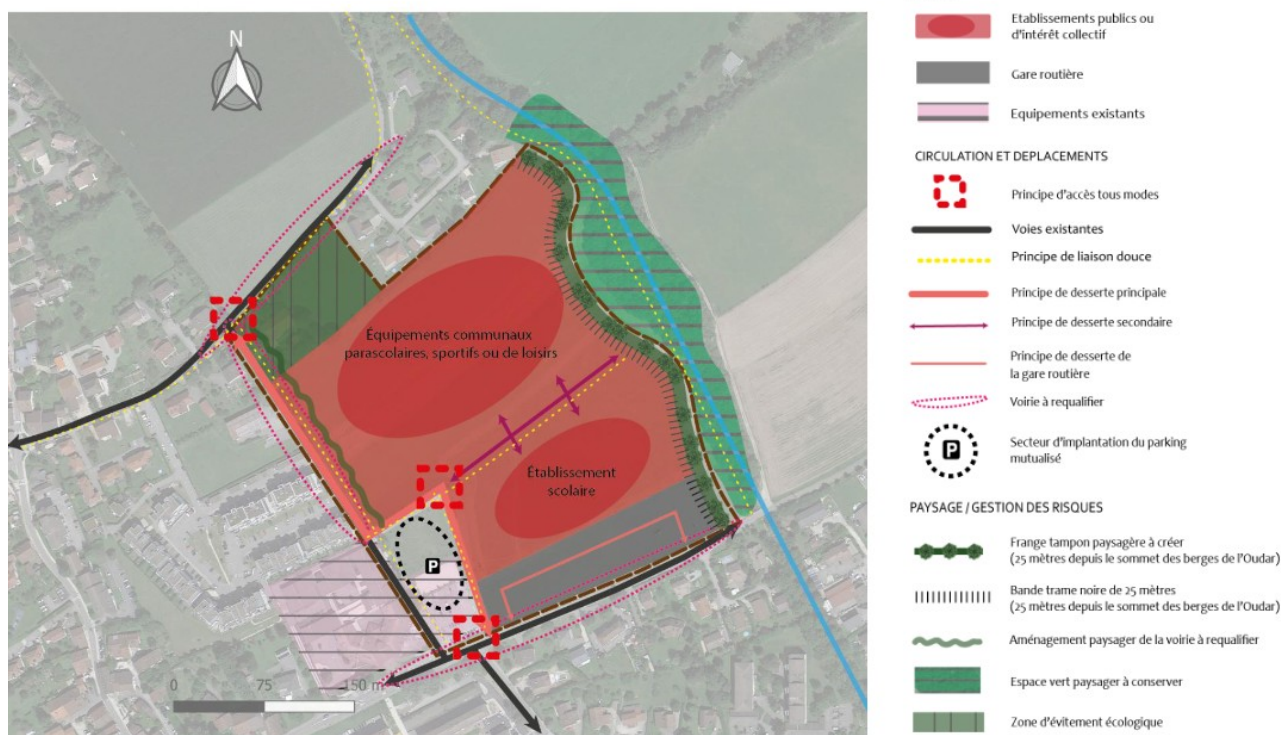 N
Équipements communaux
parascolaires, sportifs ou de loisirs
Établissement
scolaire
P
0 75 150 m
Etablissements publics ou
d'intérêt collectif
Gare routière
Equipements existants
CIRCULATION ET DEPLACEMENTS
Principe d'accès tous modes
Voies existantes
Principe de liaison douce
Principe de desserte principale
Principe de desserte secondaire
Principe de desserte de
la gare routière
Voirie à requalifier
P
Secteur d'implantation du parking
mutualisé
PAYSAGE / GESTION DES RISQUES
Frange tampon paysagère à créer
(25 mètres depuis le sommet des berges de l'Oudar)
Bande trame noire de 25 mètres
(25 mètres depuis le sommet des berges de l'Oudar)
Aménagement paysager de la voirie à requalifier
Espace vert paysager à conserver
Zone d'évitement écologique